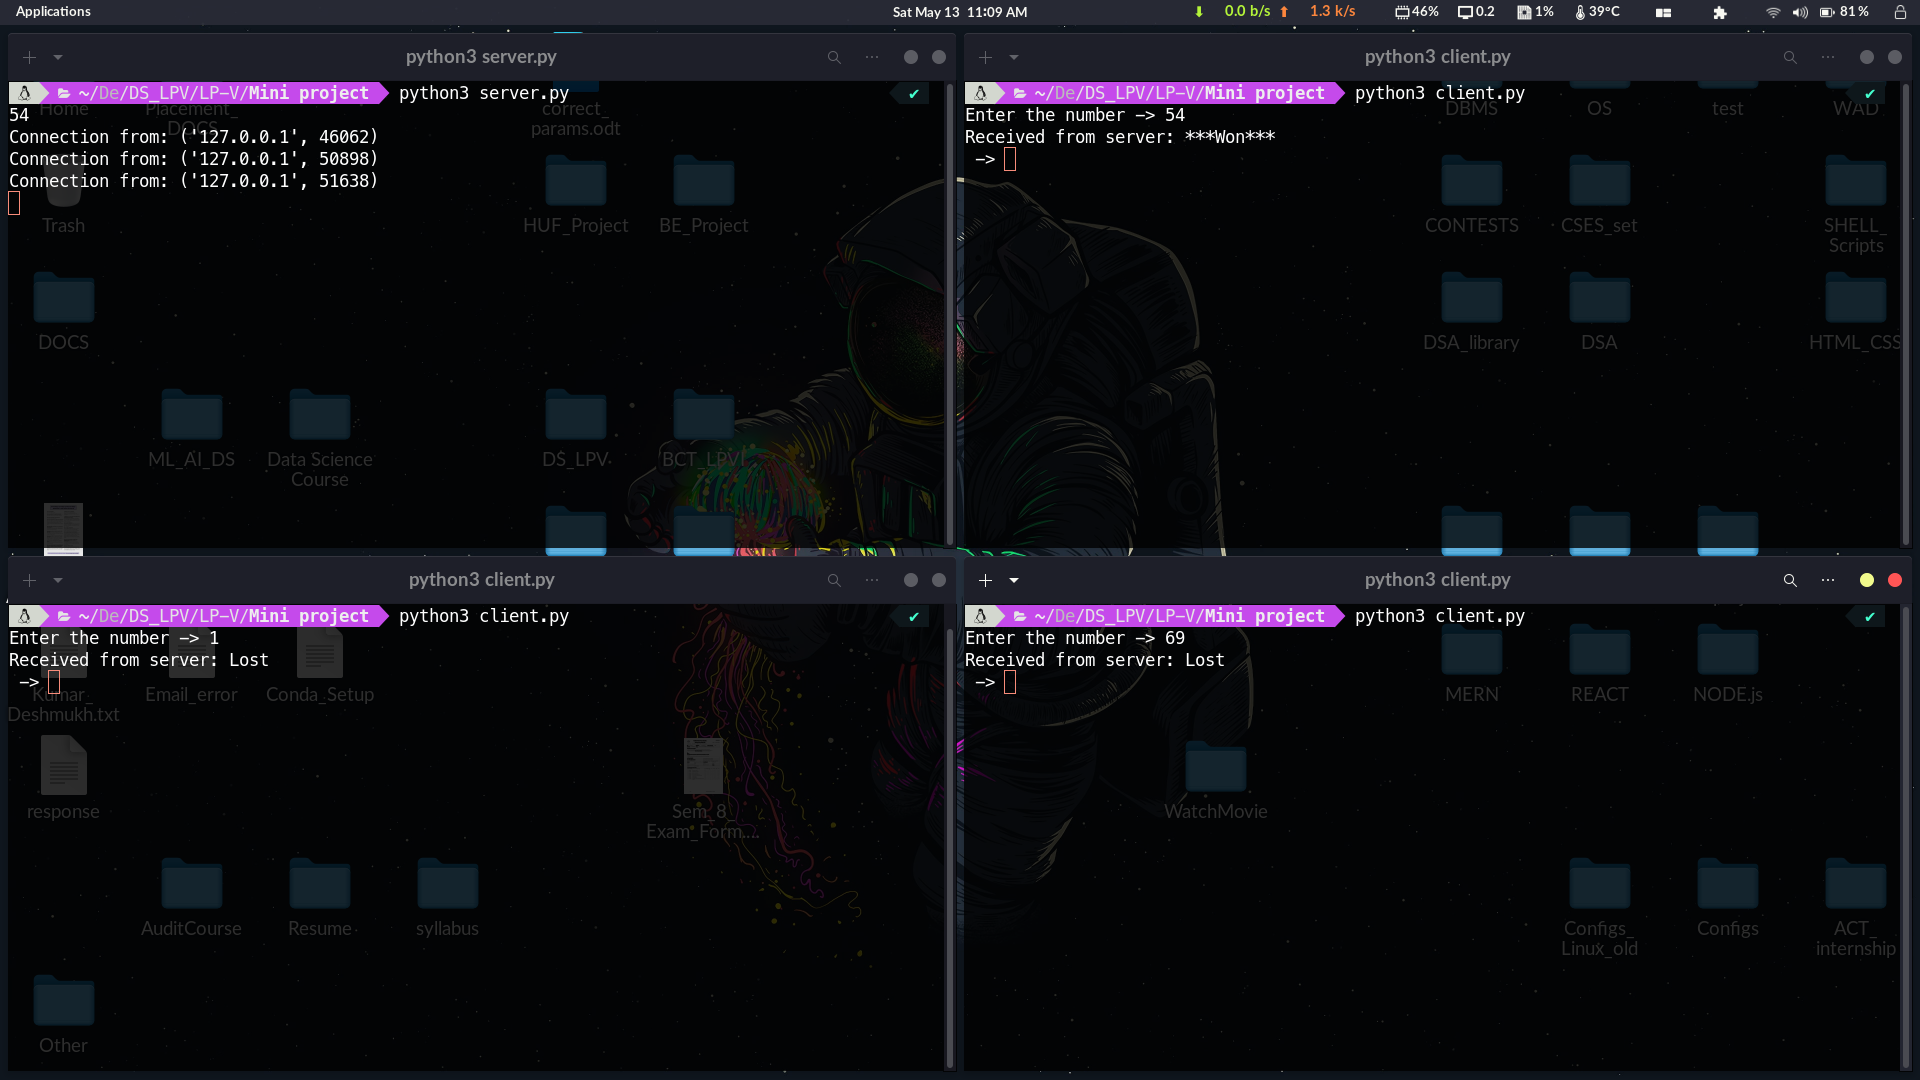 Applications
Sat May 13 11:09 AM
0.0 b/s
1.3 k/s
46%
0.2
1%
39°C
81%
python3 server.py
~/De/DS_LPV/LP-V/Mini project
python3 server.py
54
Connection from: ('127.0.0.1', 46062)
Connection from: ('127.0.0.1', 50898)
Connection from: ('127.0.0.1', 51638)
Home
Placement_
DOCS
correct_
params.odt
Trash
HUF_Project
BE_Project
DOCS
ML_AI_DS
Data Science
Course
DS_LPV
BCT_LPVI
python3 client.py
~/De/DS_LPV/LP-V/Mini project
python3 client.py
Enter the number -> 54
Received from server: ***Won***
->
DBMS
OS
test
WAD
CONTESTS
CSES_set
SHELL_
Scripts
DSA_library
DSA
HTML_CSS
python3 client.py
~/De/DS_LPV/LP-V/Mini project
python3 client.py
Enter the number -> 1
Received from server: Lost
->
Kumar_
Deshmukh.txt
Email_error
Conda_Setup
response
Sem_8_
Exam_Form....
AuditCourse
Resume
syllabus
Other
python3 client.py
~/De/DS_LPV/LP-V/Mini project
python3 client.py
Enter the number -> 69
Received from server: Lost
->
MERN
REACT
NODE.js
WatchMovie
Configs_
Linux_old
Configs
ACT_
internship